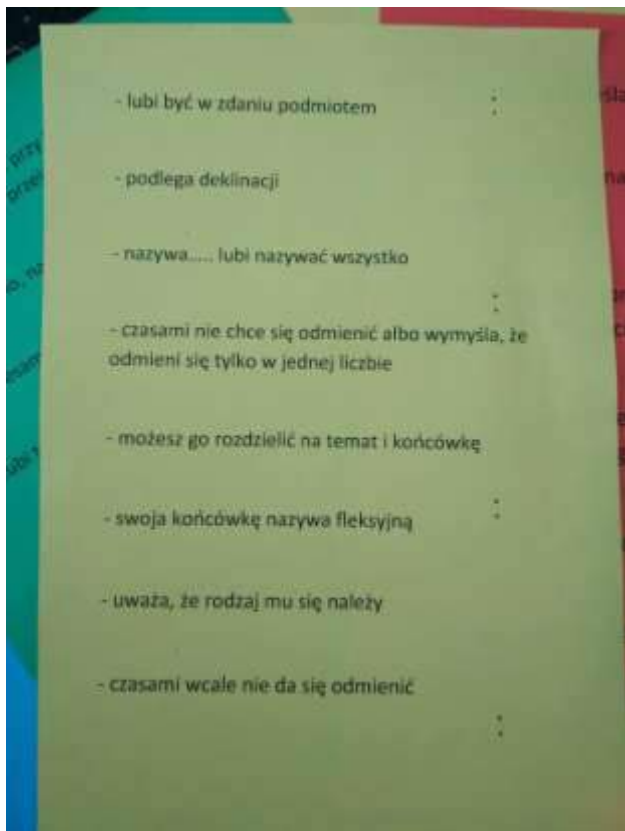 - lubi być w zdaniu podmiotem
- podlega deklinacji
- nazywa..... lubi nazywać wszystko
- czasami nie chce się odmienić albo wymyśla, że
odmieni się tylko w jednej liczbie
- możesz go rozdzielić na temat i końcówkę
- swoja końcówkę nazywa fleksyjną
- uważa, że rodzaj mu się należy
- czasami wcale nie da się odmienić